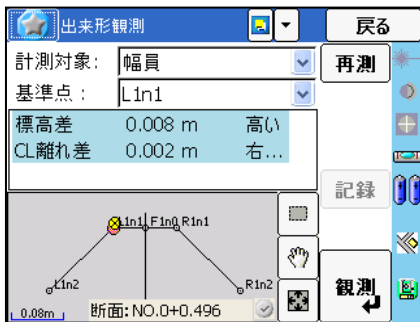 出来形観測
戻る
計測対象: 幅員
再測
基準点: L1n1
標高差 0.008 m 高い
CL離れ差 0.002 m 右...
記録
L1n1 F1n0 R1n1
L1n2
R1n2
0.08m
断面: NO.0+0.496
観測